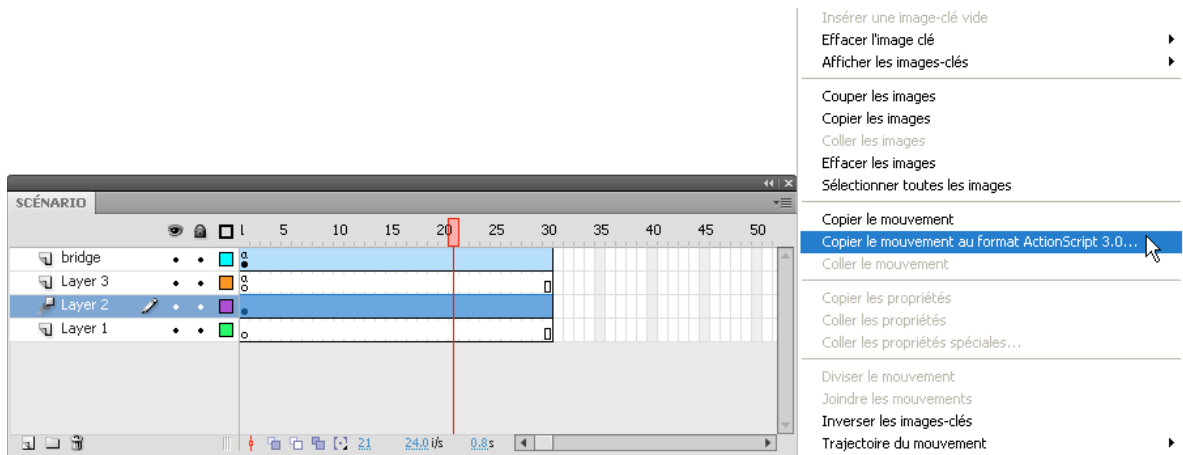 SCÉNARIO
1 5 10 15 20 25 30 35 40 45 50
bridge
Layer 3
Layer 2
Layer 1
21 24.0 i/s 0.8s
Insérer une image-clé vide
Effacer l'image clé
Afficher les images-clés
Couper les images
Copier les images
Coller les images
Effacer les images
Sélectionner toutes les images
Copier le mouvement
Copier le mouvement au format ActionScript 3.0...
Coller le mouvement
Copier les propriétés
Coller les propriétés
Coller les propriétés spéciales...
Diviser le mouvement
Joindre les mouvements
Inverser les images-clés
Trajectoire du mouvement